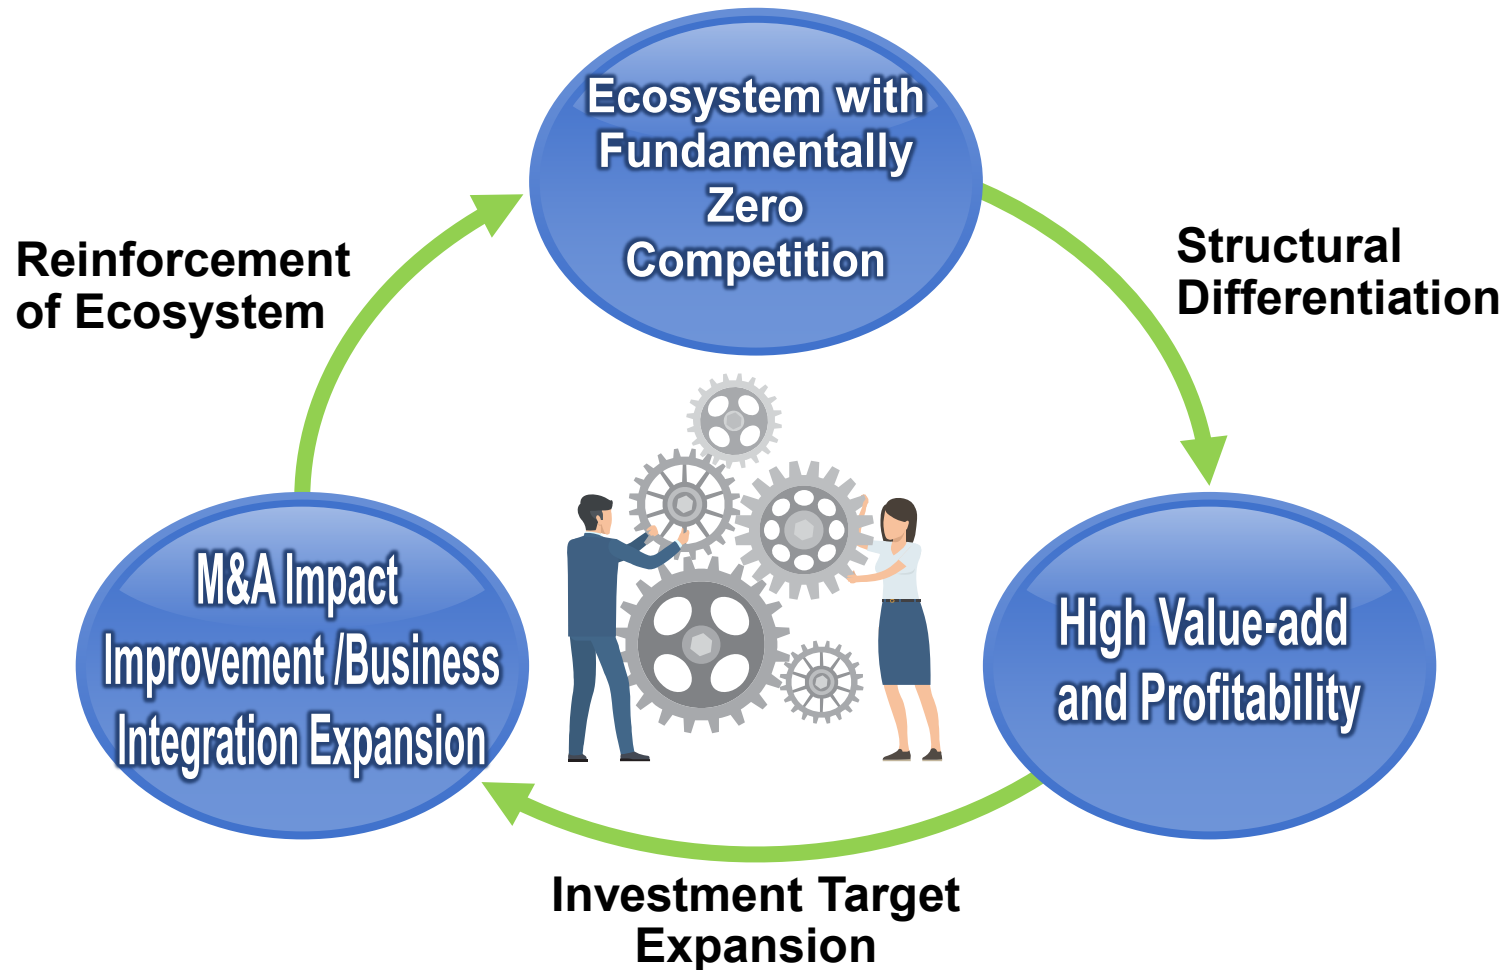 Ecosystem with
Fundamentally
Zero
Competition
Reinforcement
of Ecosystem
Structural
Differentiation
M&A Impact
Improvement /Business
Integration Expansion
High Value-add
and Profitability
Investment Target
Expansion